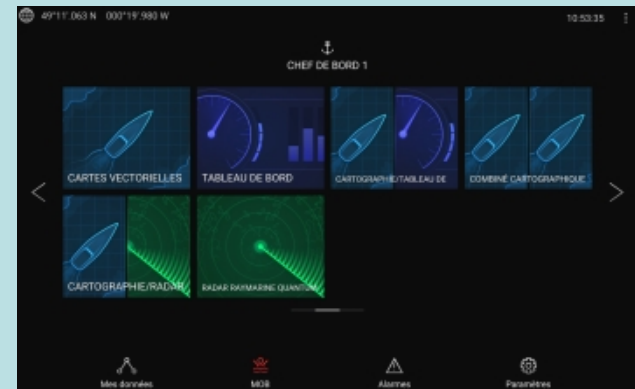 49°11'.063 N 000°19'.980 W
10:53:35
CHEF DE BORD 1
CARTES VECTORIELLES
TABLEAU DE BORD
CARTOGRAPHIE/TABLEAU DE
COMBINÉ CARTOGRAPHIQUE
CARTOGRAPHIE/RADAR
RADAR RAYMARINE QUANTUM
Mes données
MOB
Alarmes
Paramètres